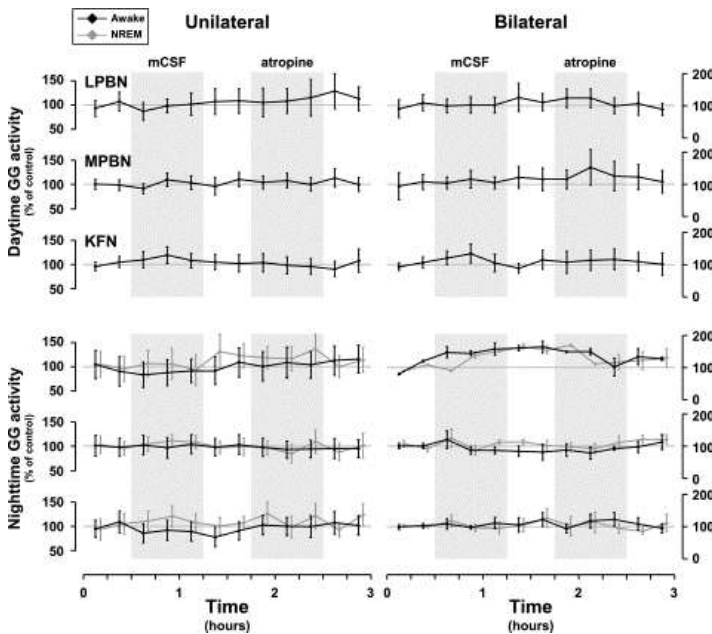 Awake
NREM
Unilateral
Bilateral
mCSF
atropine
mCSF
atropine
LPBN
150
100
50
200
100
0
MPBN
150
100
50
200
100
0
KFN
150
100
50
200
100
0
Daytime GG activity
(% of control)
150
100
50
200
100
0
150
100
50
200
100
0
150
100
50
200
100
0
Nighttime GG activity
(% of control)
0 1 2 3
0 1 2 3
Time
(hours)
Time
(hours)